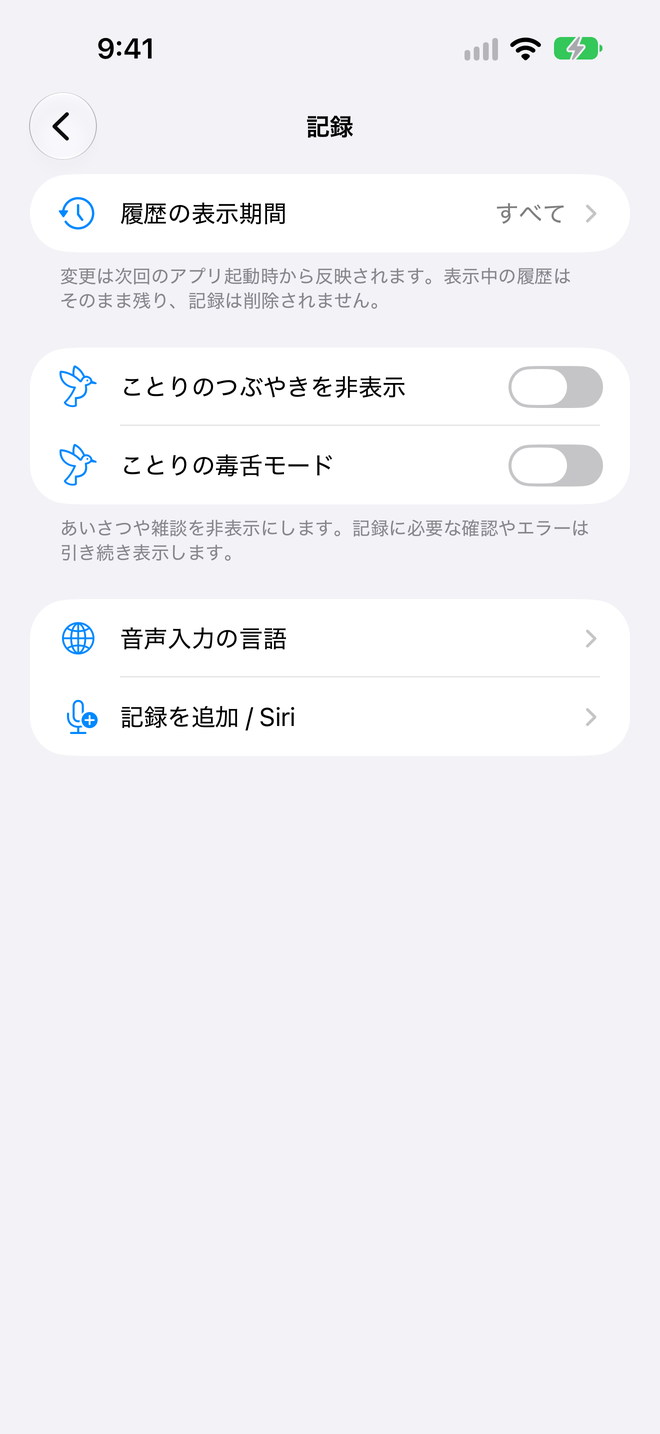 9:41
記録
履歴の表示期間 すべて
変更は次回のアプリ起動時から反映されます。表示中の履歴は
そのまま残り、記録は削除されません。
ことりのつぶやきを非表示
ことりの毒舌モード
あいさつや雑談を非表示にします。記録に必要な確認やエラーは
引き続き表示します。
音声入力の言語
記録を追加 / Siri